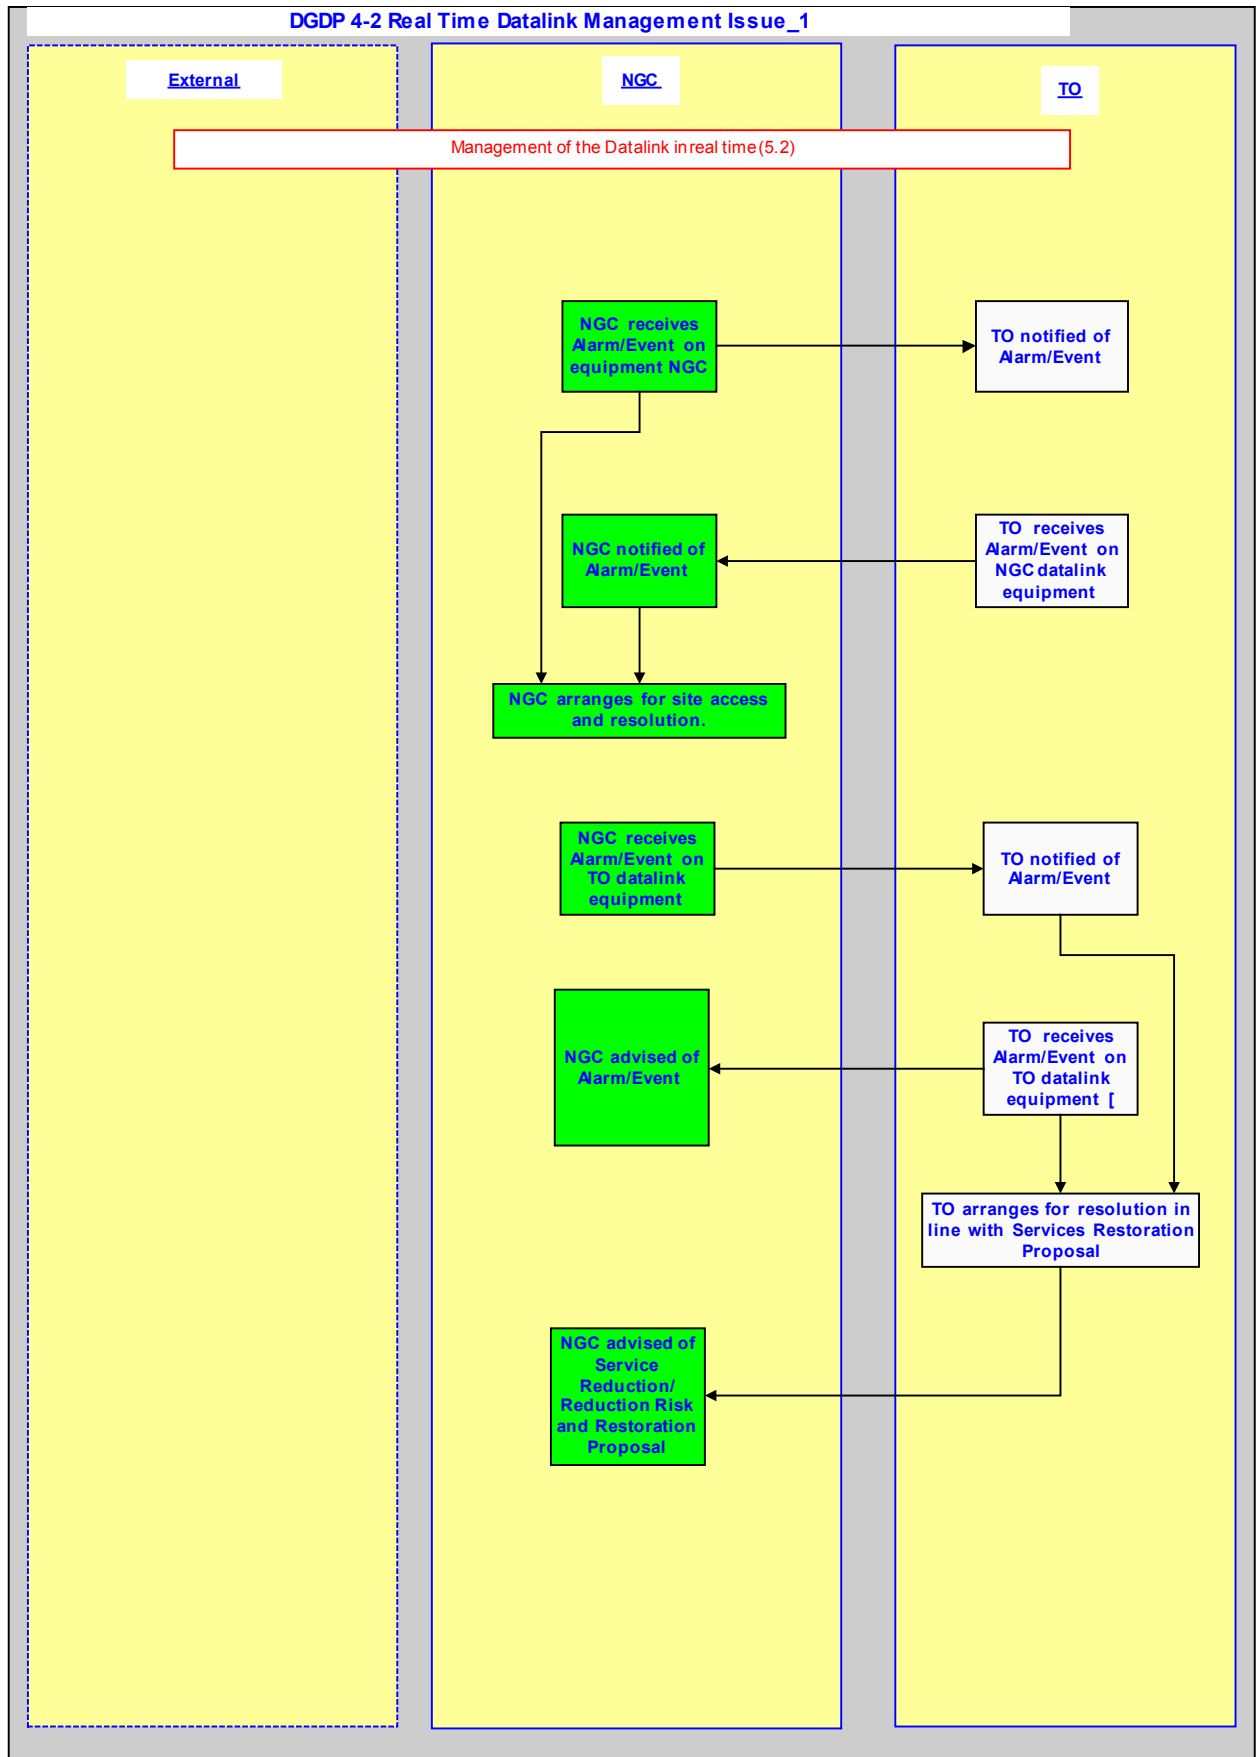 DGDP 4-2 Real Time Datalink Management Issue_1
External
NGC
TO
Management of the Datalink in real time (5.2)
NGC receives
Alarm/Event on
equipment NGC
TO notified of
Alarm/Event
NGC notified of
Alarm/Event
TO receives
Alarm/Event on
NGC datalink
equipment
NGC arranges for site access
and resolution.
NGC receives
Alarm/Event on
TO datalink
equipment
TO notified of
Alarm/Event
NGC advised of
Alarm/Event
TO receives
Alarm/Event on
TO datalink
equipment [
TO arranges for resolution in
line with Services Restoration
Proposal
NGC advised of
Service
Reduction/
Reduction Risk
and Restoration
Proposal